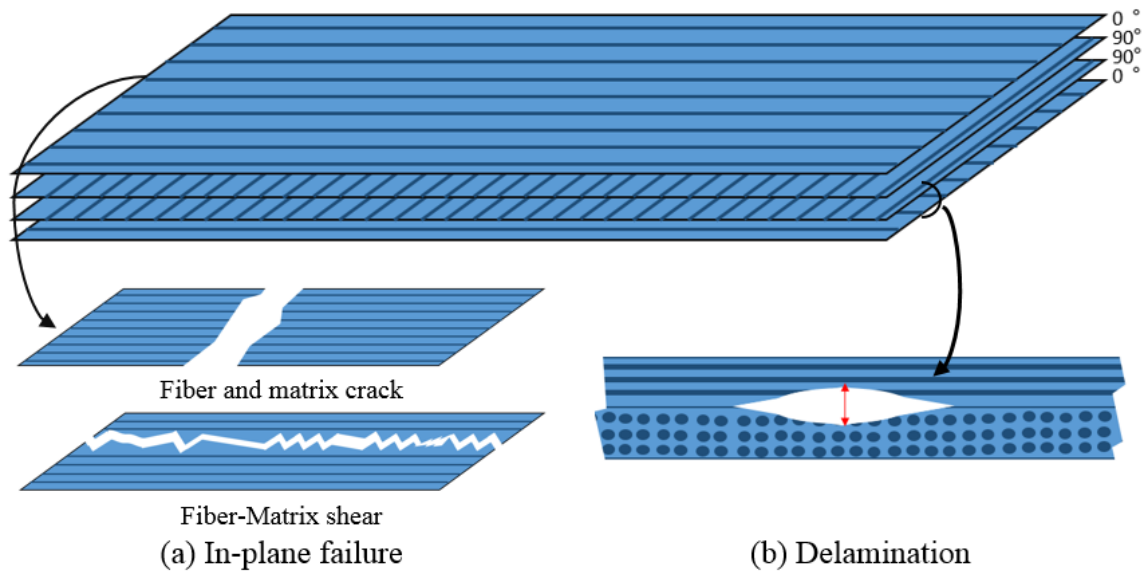 0 °
90°
90°
0 °
Fiber and matrix crack
Fiber-Matrix shear
(a) In-plane failure
(b) Delamination